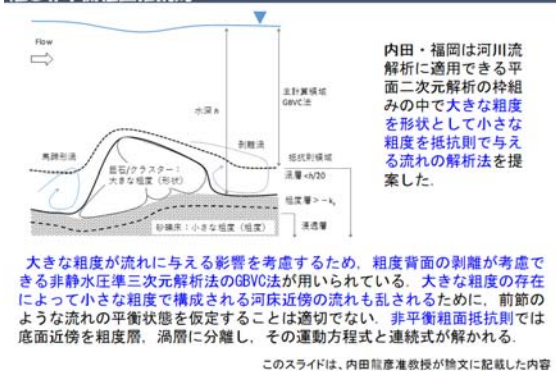 Flow
水深h
主計算領域
GBVC法
馬蹄形渦
剥離渦
巨石/クラスター：
大きな粗度（形状）
抵抗則領域
渦層<h/20
粗度層>~ks
砂礫床：小さな粗度（粗度）
浸透層
内田・福岡は河川流
解析に適用できる平
面二次元解析の枠組
みの中で大きな粗度
を形状として小さな
粗度を抵抗則で与え
る流れの解析法を提
案した．
大きな粗度が流れに与える影響を考慮するため，粗度背面の剥離が考慮で
きる非静水圧準三次元解析法のGBVC法が用いられている．大きな粗度の存在
によって小さな粗度で構成される河床近傍の流れも乱されるために，前節の
ような流れの平衡状態を仮定することは適切でない．非平衡粗面抵抗則では
底面近傍を粗度層，渦層に分離し，その運動方程式と連続式が解かれる．
このスライドは、内田龍彦准教授が論文に記載した内容